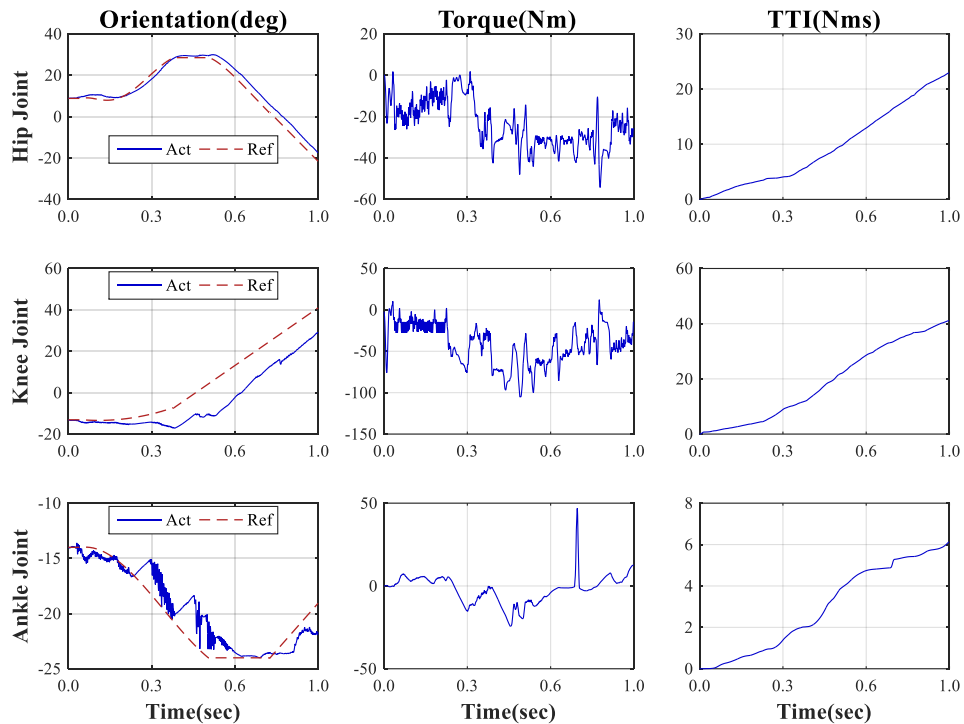 Orientation(deg) Torque(Nm) TTI(Nms)
Hip Joint
40
20
0
-20
-40
Act Ref
0.0 0.3 0.6 1.0
0
-20
-40
-60
0.0 0.3 0.6 1.0
30
20
10
0
0.0 0.3 0.6 1.0
Knee Joint
60
40
20
0
-20
Act Ref
0.0 0.3 0.6 1.0
50
0
-50
-100
-150
0.0 0.3 0.6 1.0
60
40
20
0
0.0 0.3 0.6 1.0
Ankle Joint
-10
-15
-20
-25
Act Ref
0.0 0.3 0.6 1.0
Time(sec)
50
0
-50
0.0 0.3 0.6 1.0
Time(sec)
8
6
4
2
0
0.0 0.3 0.6 1.0
Time(sec)